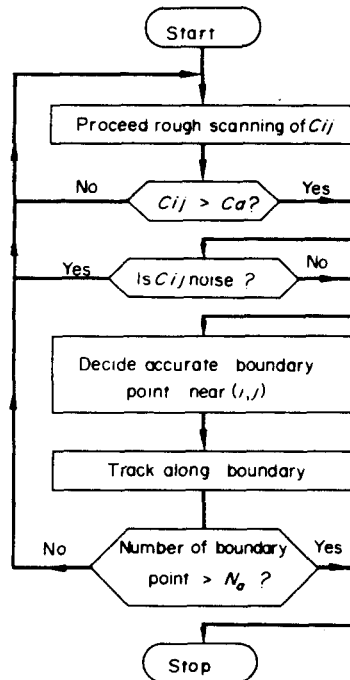 Start
Proceed rough scanning of Cij
No
Cij > Ca?
Yes
Yes
Is Cij noise ?
No
Decide accurate boundary
point near (i,j)
Track along boundary
No
Number of boundary
point > Na ?
Yes
Stop